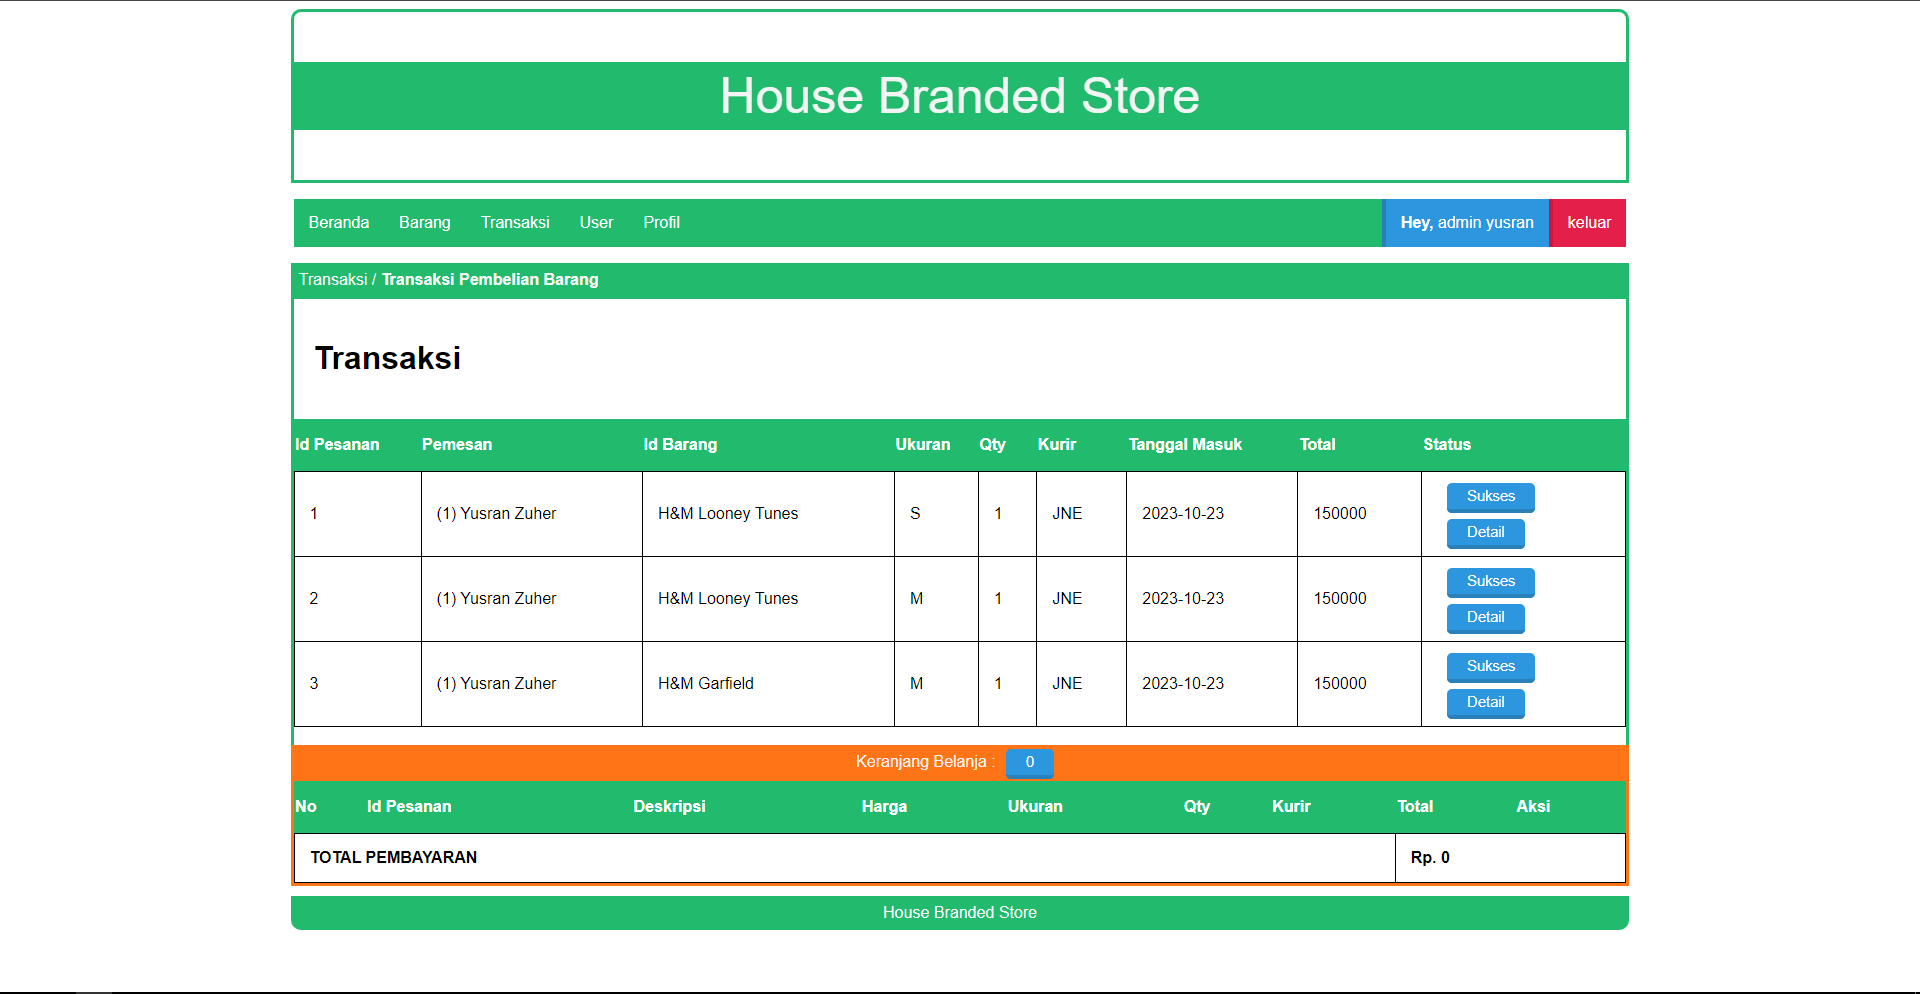 House Branded Store
Beranda Barang Transaksi User Profil Hey, admin yusran keluar
Transaksi / Transaksi Pembelian Barang
Transaksi
Id Pesanan Pemesan Id Barang Ukuran Qty Kurir Tanggal Masuk Total Status
1 (1) Yusran Zuher H&M Looney Tunes S 1 JNE 2023-10-23 150000 Sukses
Detail
2 (1) Yusran Zuher H&M Looney Tunes M 1 JNE 2023-10-23 150000 Sukses
Detail
3 (1) Yusran Zuher H&M Garfield M 1 JNE 2023-10-23 150000 Sukses
Detail
Keranjang Belanja : 0
No Id Pesanan Deskripsi Harga Ukuran Qty Kurir Total Aksi
TOTAL PEMBAYARAN Rp. 0
House Branded Store